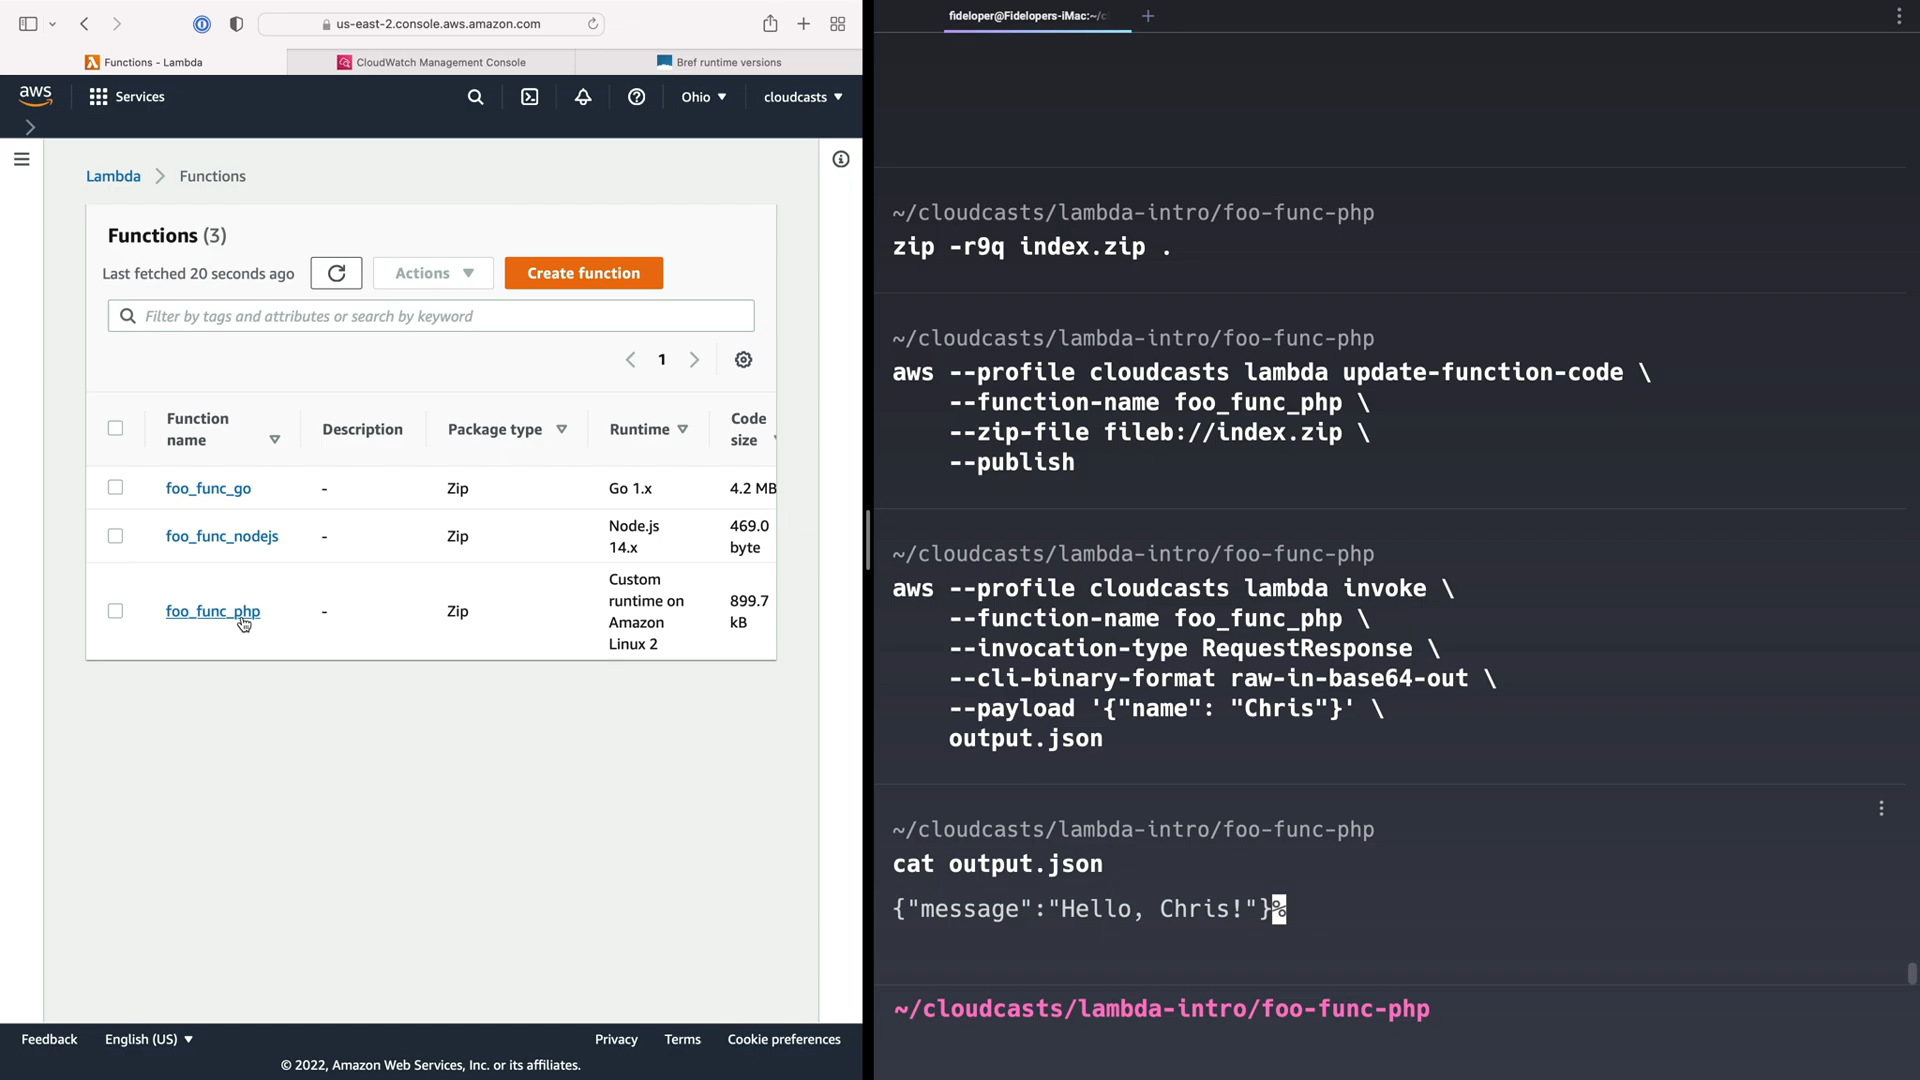 us-east-2.console.aws.amazon.com
Functions - Lambda
CloudWatch Management Console
Bref runtime versions
aws
Services
Ohio
cloudcasts
Lambda
Functions
Functions (3)
Last fetched 20 seconds ago
Actions
Create function
Filter by tags and attributes or search by keyword
1
Function name
Description
Package type
Runtime
Code size
foo_func_go
-
Zip
Go 1.x
4.2 MB
foo_func_nodejs
-
Zip
Node.js 14.x
469.0 byte
foo_func_php
-
Zip
Custom runtime on Amazon Linux 2
899.7 kB
Feedback
English (US)
Privacy
Terms
Cookie preferences
© 2022, Amazon Web Services, Inc. or its affiliates.
fideloper@Fidelopers-iMac:~/c
~/cloudcasts/lambda-intro/foo-func-php
zip -r9q index.zip .
~/cloudcasts/lambda-intro/foo-func-php
aws --profile cloudcasts lambda update-function-code \
--function-name foo_func_php \
--zip-file fileb://index.zip \
--publish
~/cloudcasts/lambda-intro/foo-func-php
aws --profile cloudcasts lambda invoke \
--function-name foo_func_php \
--invocation-type RequestResponse \
--cli-binary-format raw-in-base64-out \
--payload '{"name": "Chris"}' \
output.json
~/cloudcasts/lambda-intro/foo-func-php
cat output.json
{"message":"Hello, Chris!"}%
~/cloudcasts/lambda-intro/foo-func-php